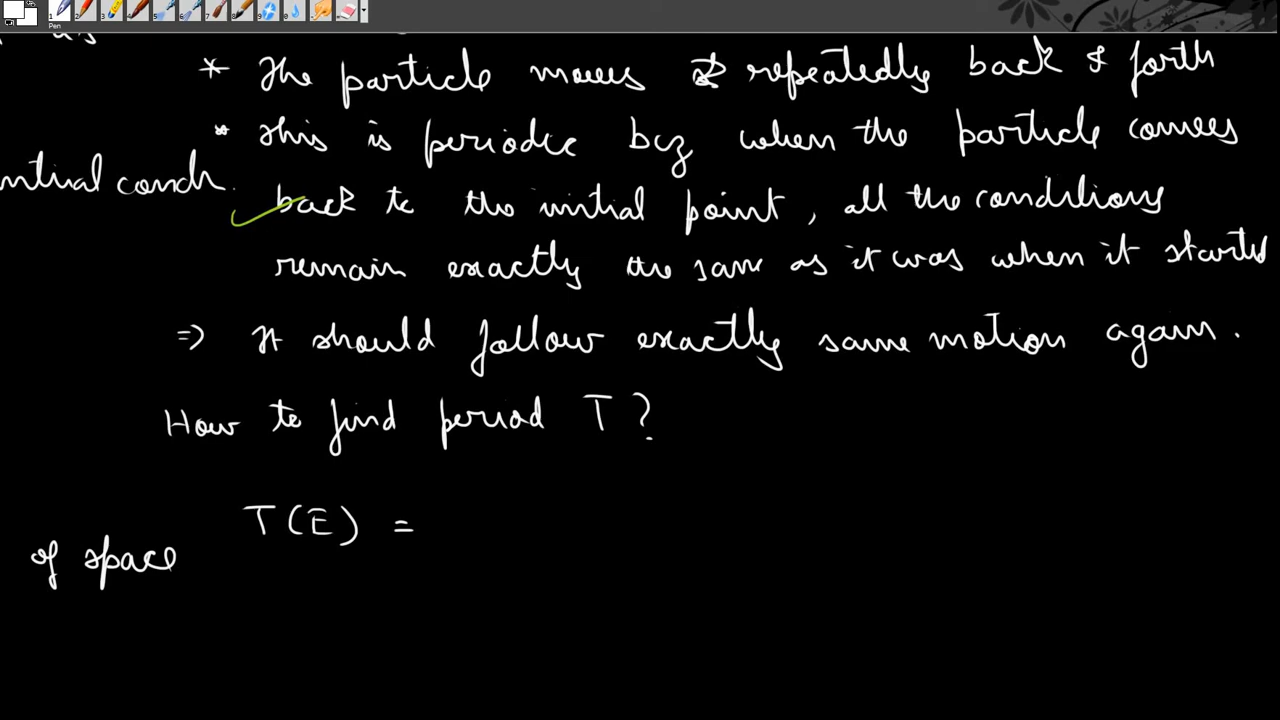 as
* The particle moves repeatedly back & forth
* This is periodic bcz when the particle comes
back to the initial point, all the conditions
remain exactly the same as it was when it started
⇒ It should follow exactly same motion again.
How to find period T?
T(E) =
of space
Pen